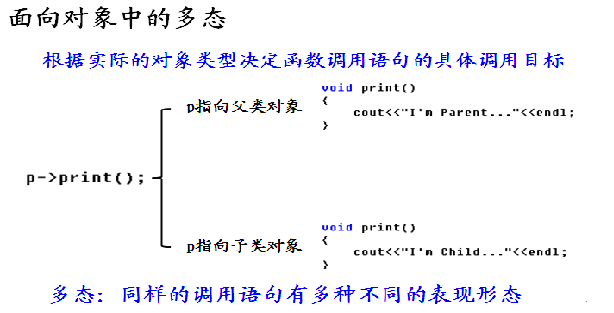 面向对象中的多态
根据实际的对象类型决定函数调用语句的具体调用目标
p->print();
p指向父类对象
void print()
{
cout<<"I'm Parent..."<<endl;
}
p指向子类对象
void print()
{
cout<<"I'm Child..."<<endl;
}
多态：同样的调用语句有多种不同的表现形态